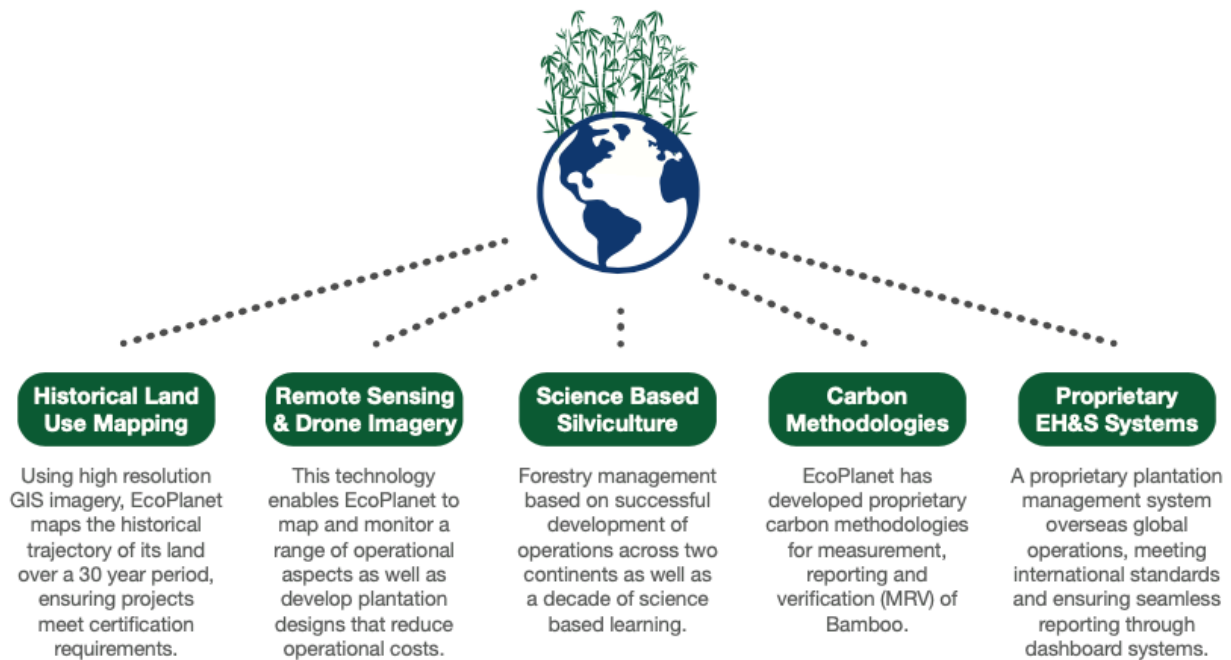 Historical Land
Use Mapping
Using high resolution
GIS imagery, EcoPlanet
maps the historical
trajectory of its land
over a 30 year period,
ensuring projects
meet certification
requirements.
Remote Sensing
& Drone Imagery
This technology
enables EcoPlanet to
map and monitor a
range of operational
aspects as well as
develop plantation
designs that reduce
operational costs.
Science Based
Silviculture
Forestry management
based on successful
development of
operations across two
continents as well as
a decade of science
based learning.
Carbon
Methodologies
EcoPlanet has
developed proprietary
carbon methodologies
for measurement,
reporting and
verification (MRV) of
Bamboo.
Proprietary
EH&S Systems
A proprietary plantation
management system
overseas global
operations, meeting
international standards
and ensuring seamless
reporting through
dashboard systems.